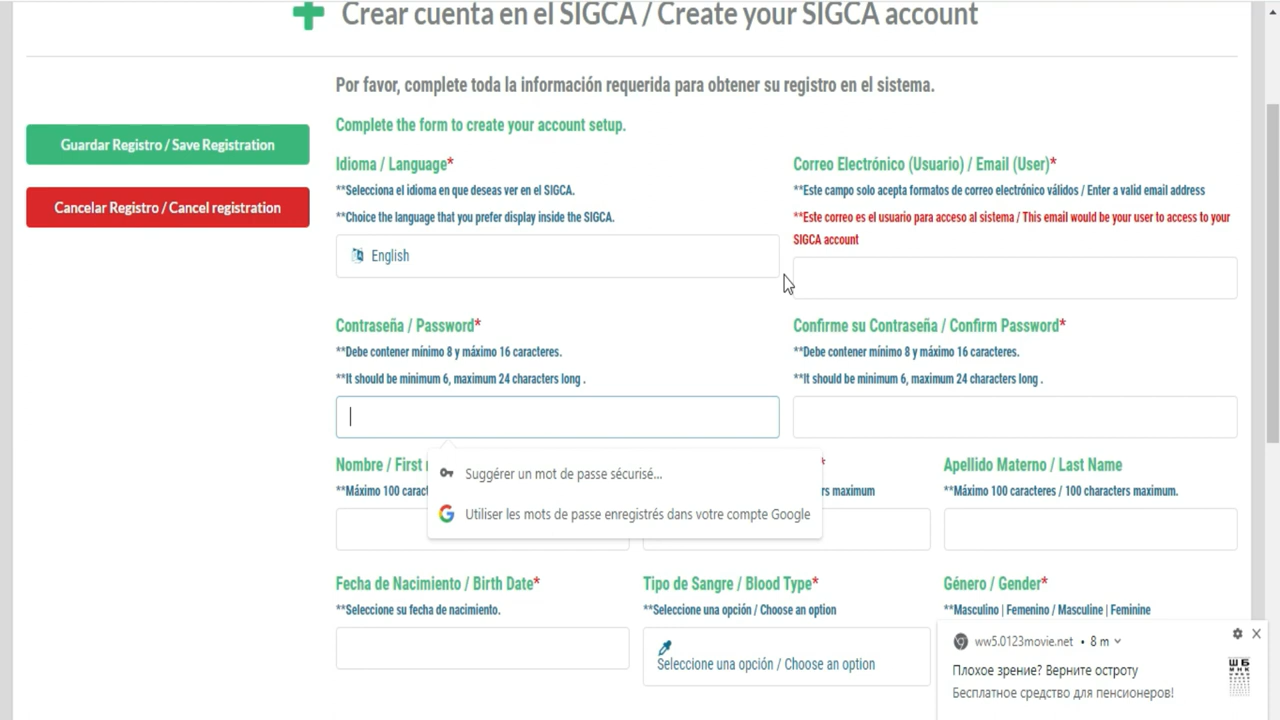 Crear cuenta en el SIGCA / Create your SIGCA account
Por favor, complete toda la información requerida para obtener su registro en el sistema.
Complete the form to create your account setup.
Guardar Registro / Save Registration
Cancelar Registro / Cancel registration
Idioma / Language*
**Selecciona el idioma en que deseas ver en el SIGCA.
**Choice the language that you prefer display inside the SIGCA.
English
Correo Electrónico (Usuario) / Email (User)*
**Este campo solo acepta formatos de correo electrónico válidos / Enter a valid email address
**Este correo es el usuario para acceso al sistema / This email would be your user to access to your
SIGCA account
Contraseña / Password*
**Debe contener mínimo 8 y máximo 16 caracteres.
**It should be minimum 6, maximum 24 characters long .
Confirme su Contraseña / Confirm Password*
**Debe contener mínimo 8 y máximo 16 caracteres.
**It should be minimum 6, maximum 24 characters long .
Suggérer un mot de passe sécurisé...
Utiliser les mots de passe enregistrés dans votre compte Google
Nombre / First
**Máximo 100
*
maximum
Apellido Materno / Last Name
**Máximo 100 caracteres / 100 characters maximum.
Fecha de Nacimiento / Birth Date*
**Seleccione su fecha de nacimiento.
Tipo de Sangre / Blood Type*
**Seleccione una opción / Choose an option
Seleccione una opción / Choose an option
Género / Gender*
**Masculino | Femenino / Masculine | Feminine
ww5.0123movie.net • 8 m
Плохое зрение? Верните остроту
Бесплатное средство для пенсионеров!
ШБ
МНК